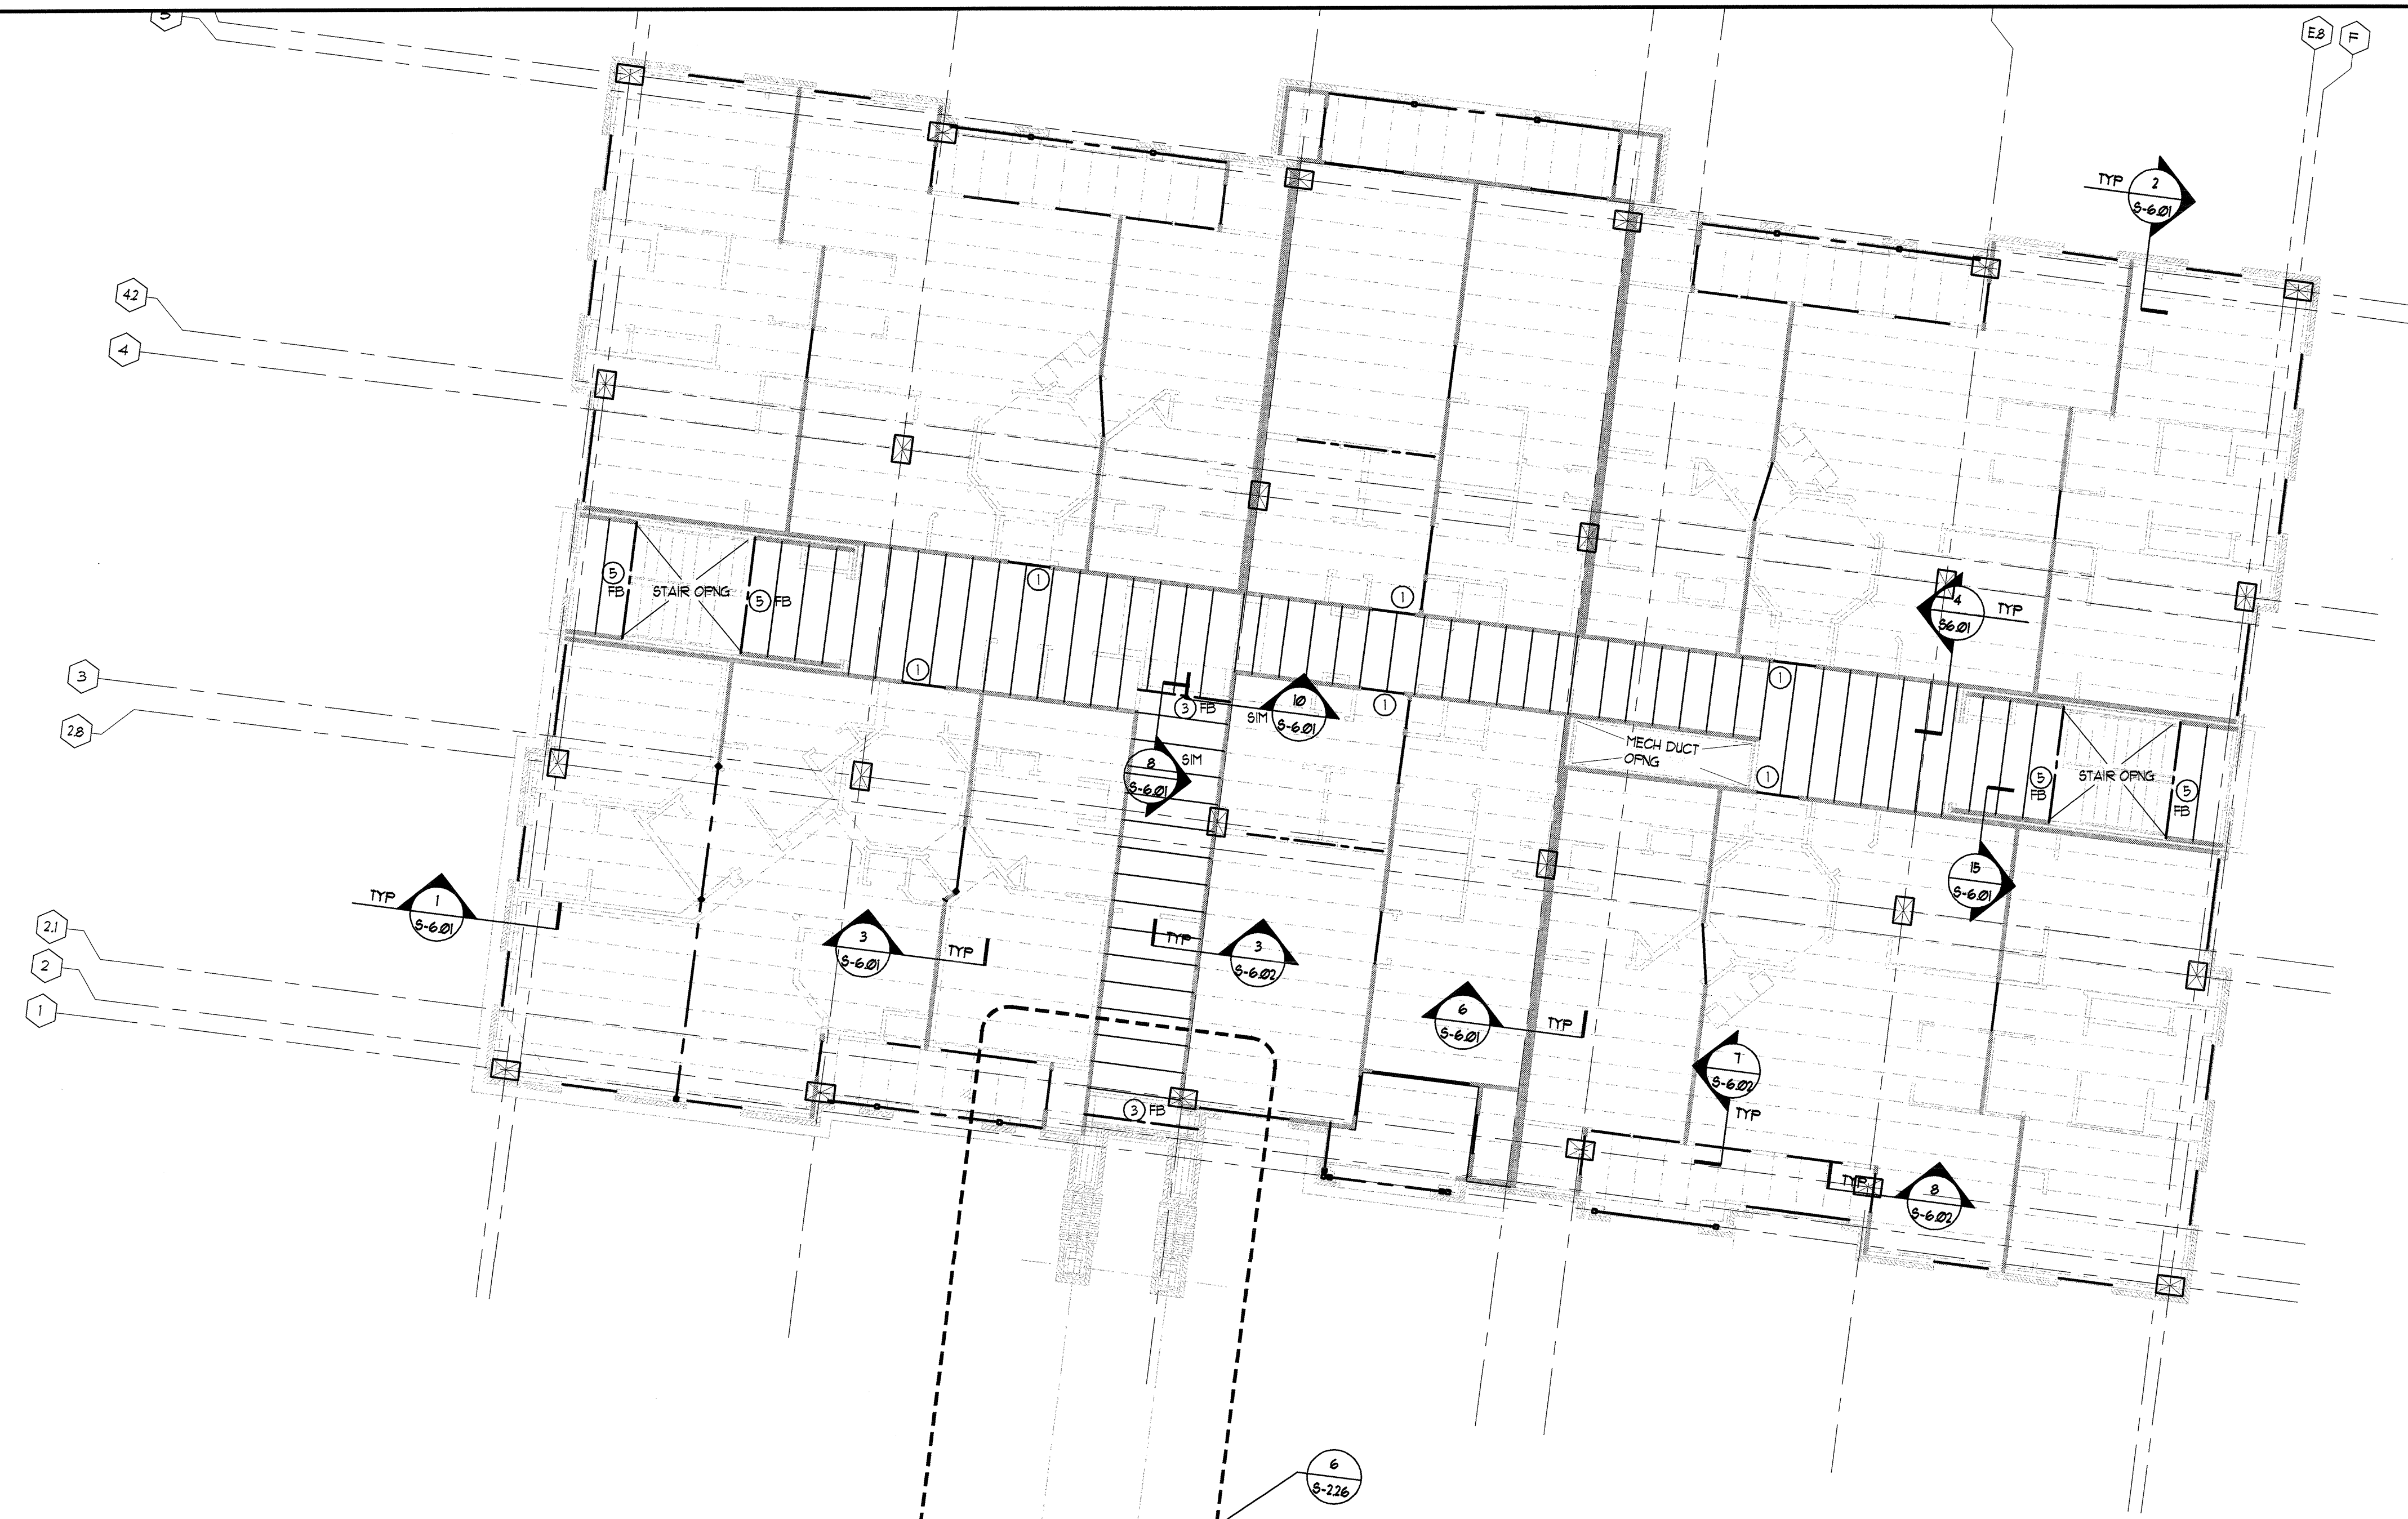 5
E.8
F
TYP
2
S-6.01
4.2
4
5
FB
STAIR OPNG
5 FB
1
1
4
S6.01
TYP
3
1
1
1
2.8
3 FB
SIM
10
S-6.01
1
MECH DUCT
OPNG
8
S-6.01
SIM
1
5
FB
STAIR OPNG
5
FB
TYP
1
S-6.01
15
S-6.01
2.1
3
S-6.01
TYP
TYP
3
S-6.02
2
1
6
S-6.01
TYP
7
S-6.02
TYP
3 FB
TYP
8
S-6.02
6
S-2.26